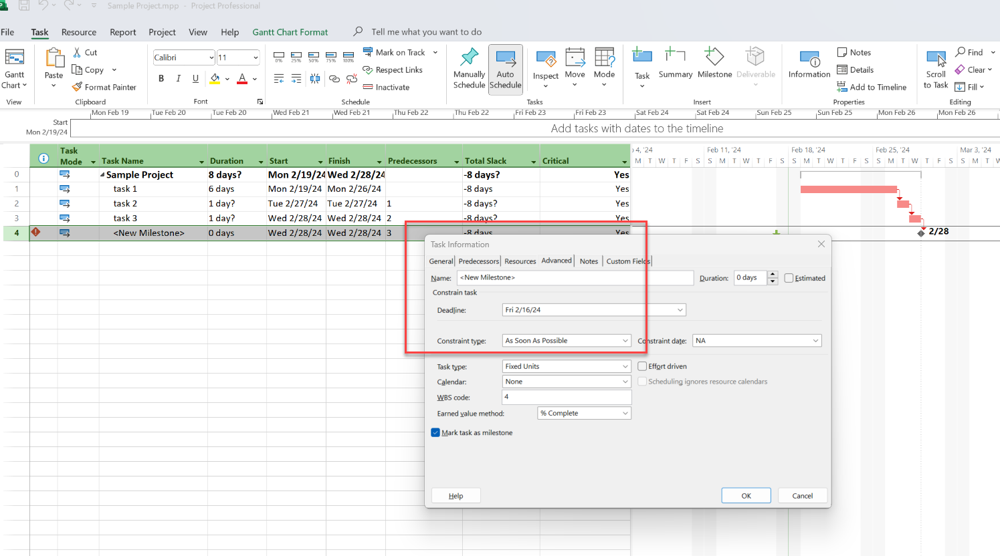 Sample Project.mpp - Project Professional
File Task Resource Report Project View Help Gantt Chart Format Tell me what you want to do
Gantt
Chart
View
Paste
Cut
Copy
Format Painter
Clipboard
Calibri 11
B I U A
Font
0% 25% 50% 75% 100%
Mark on Track
Respect Links
Inactivate
Schedule
Manually
Schedule
Auto
Schedule
Inspect
Move
Mode
Tasks
Task
Summary
Milestone
Deliverable
Insert
Information
Notes
Details
Add to Timeline
Properties
Scroll
to Task
Find
Clear
Fill
Editing
Mon Feb 19 Tue Feb 20 Tue Feb 20 Wed Feb 21 Wed Feb 21 Thu Feb 22 Thu Feb 22 Fri Feb 23 Fri Feb 23 Sat Feb 24 Sat Feb 24 Sun Feb 25 Sun Feb 25 Mon Feb 26 Mon Feb 26
Start
Mon 2/19/24
Add tasks with dates to the timeline
Task
Mode Task Name Duration Start Finish Predecessors Total Slack Critical
4, '24 Feb 11, '24 Feb 18, '24 Feb 25, '24 Mar 3, '24
M T W T F S S M T W T F S S M T W T F S S M T W T F S S M T W
0 Sample Project 8 days? Mon 2/19/24 Wed 2/28/24 -8 days? Yes
1 task 1 6 days Mon 2/19/24 Mon 2/26/24 -8 days Yes
2 task 2 1 day? Tue 2/27/24 Tue 2/27/24 1 -8 days? Yes
3 task 3 1 day? Wed 2/28/24 Wed 2/28/24 2 -8 days? Yes
4 <New Milestone> 0 days Wed 2/28/24 Wed 2/28/24 3 -8 days Yes
2/28
Task Information
General Predecessors Resources Advanced Notes Custom Fields
Name: <New Milestone> Duration: 0 days Estimated
Constrain task
Deadline: Fri 2/16/24
Constraint type: As Soon As Possible Constraint date: NA
Task type: Fixed Units Effort driven
Calendar: None Scheduling ignores resource calendars
WBS code: 4
Earned value method: % Complete
Mark task as milestone
Help OK Cancel